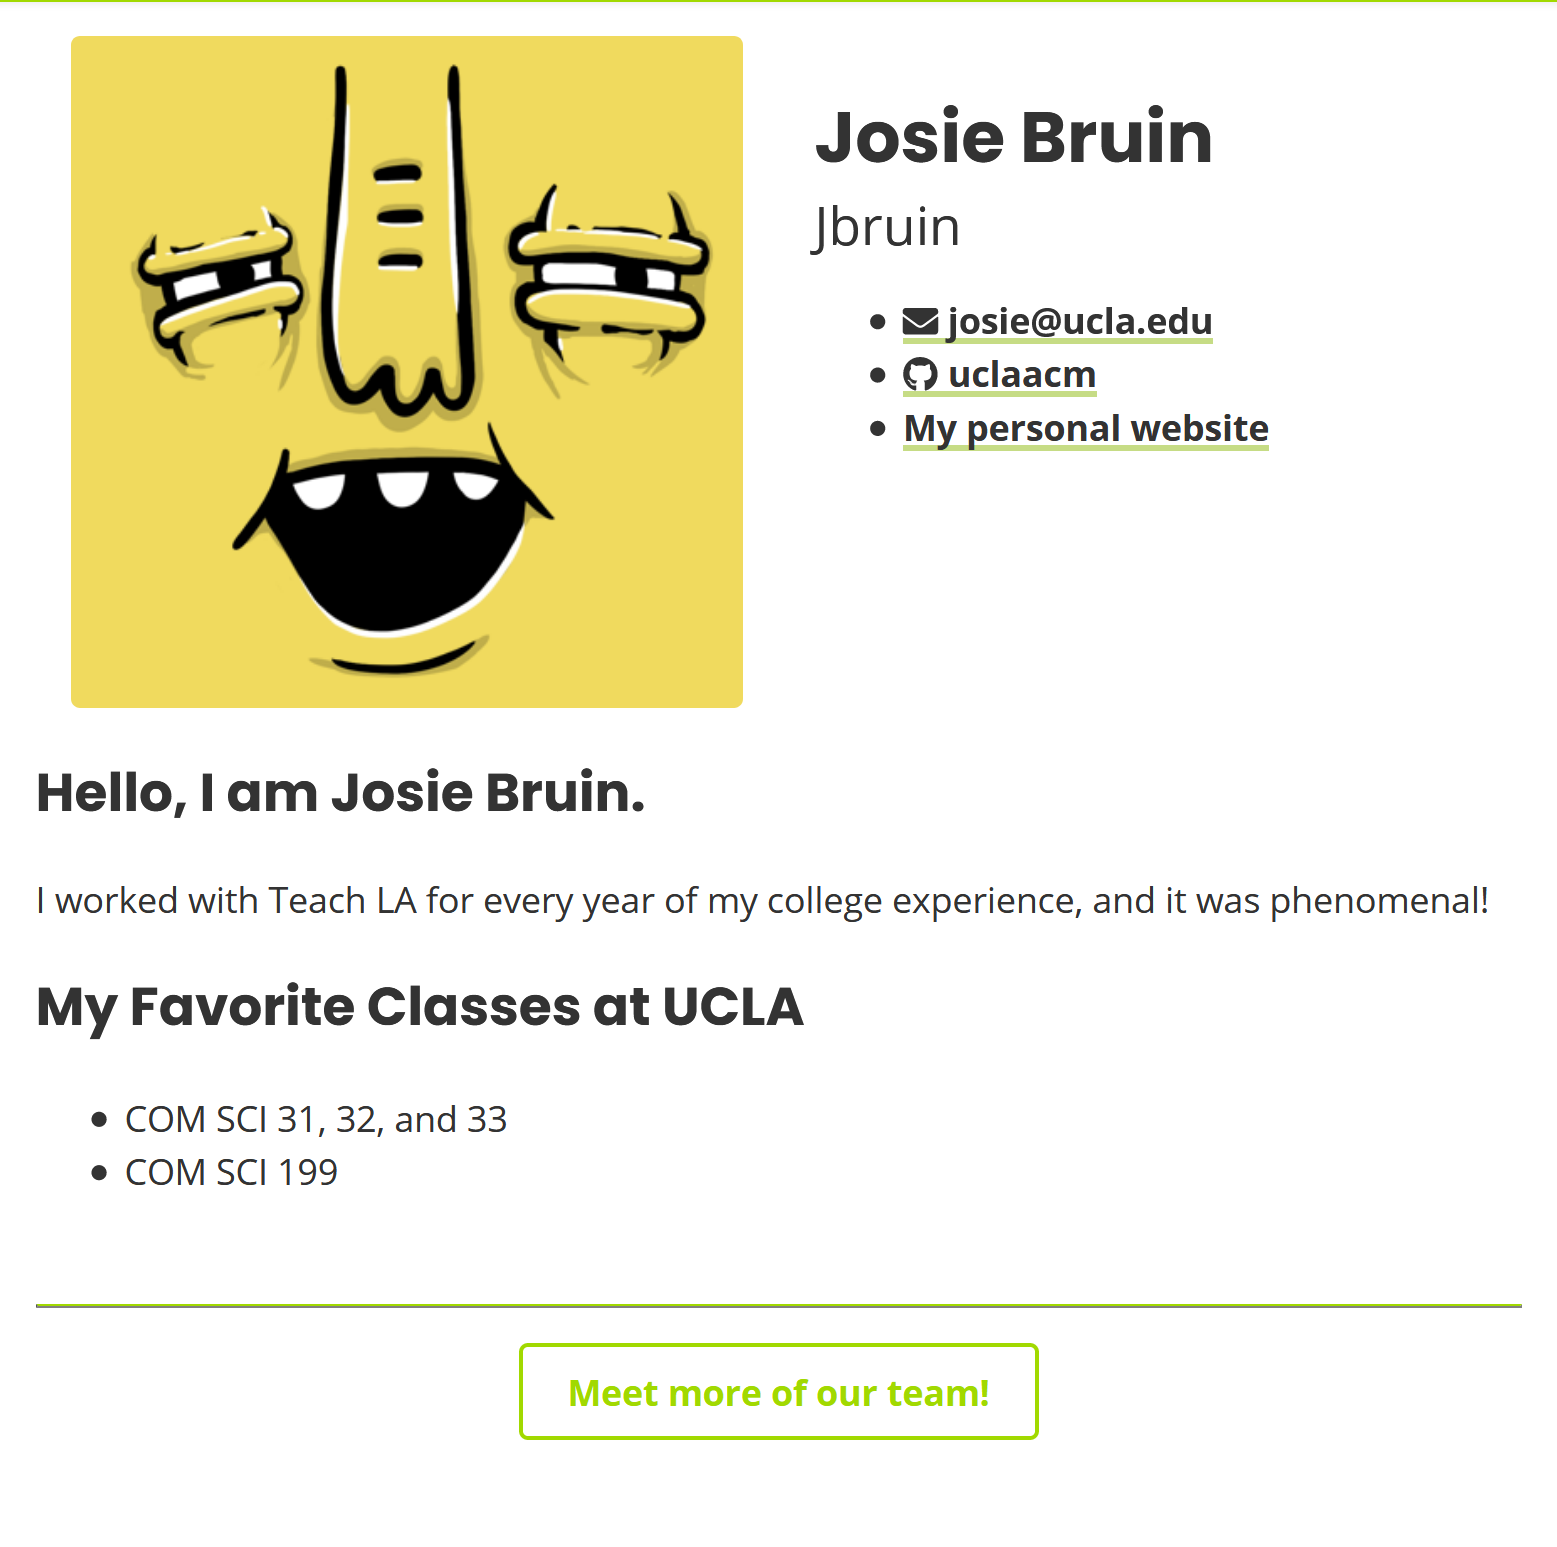 Josie Bruin
Jbruin
josie@ucla.edu
uclaacm
My personal website
Hello, I am Josie Bruin.
I worked with Teach LA for every year of my college experience, and it was phenomenal!
My Favorite Classes at UCLA
COM SCI 31, 32, and 33
COM SCI 199
Meet more of our team!